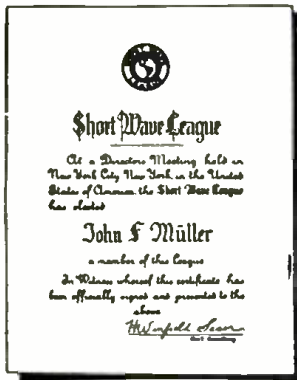 Short Wave League
At a Directors Meeting held in
New York City New York in the United
States of America the Short Wave League
has elected
John F Müller
a member of this league
In Witness whereof this certificate has
been officially signed and presented to the
above
H Winfield Secor